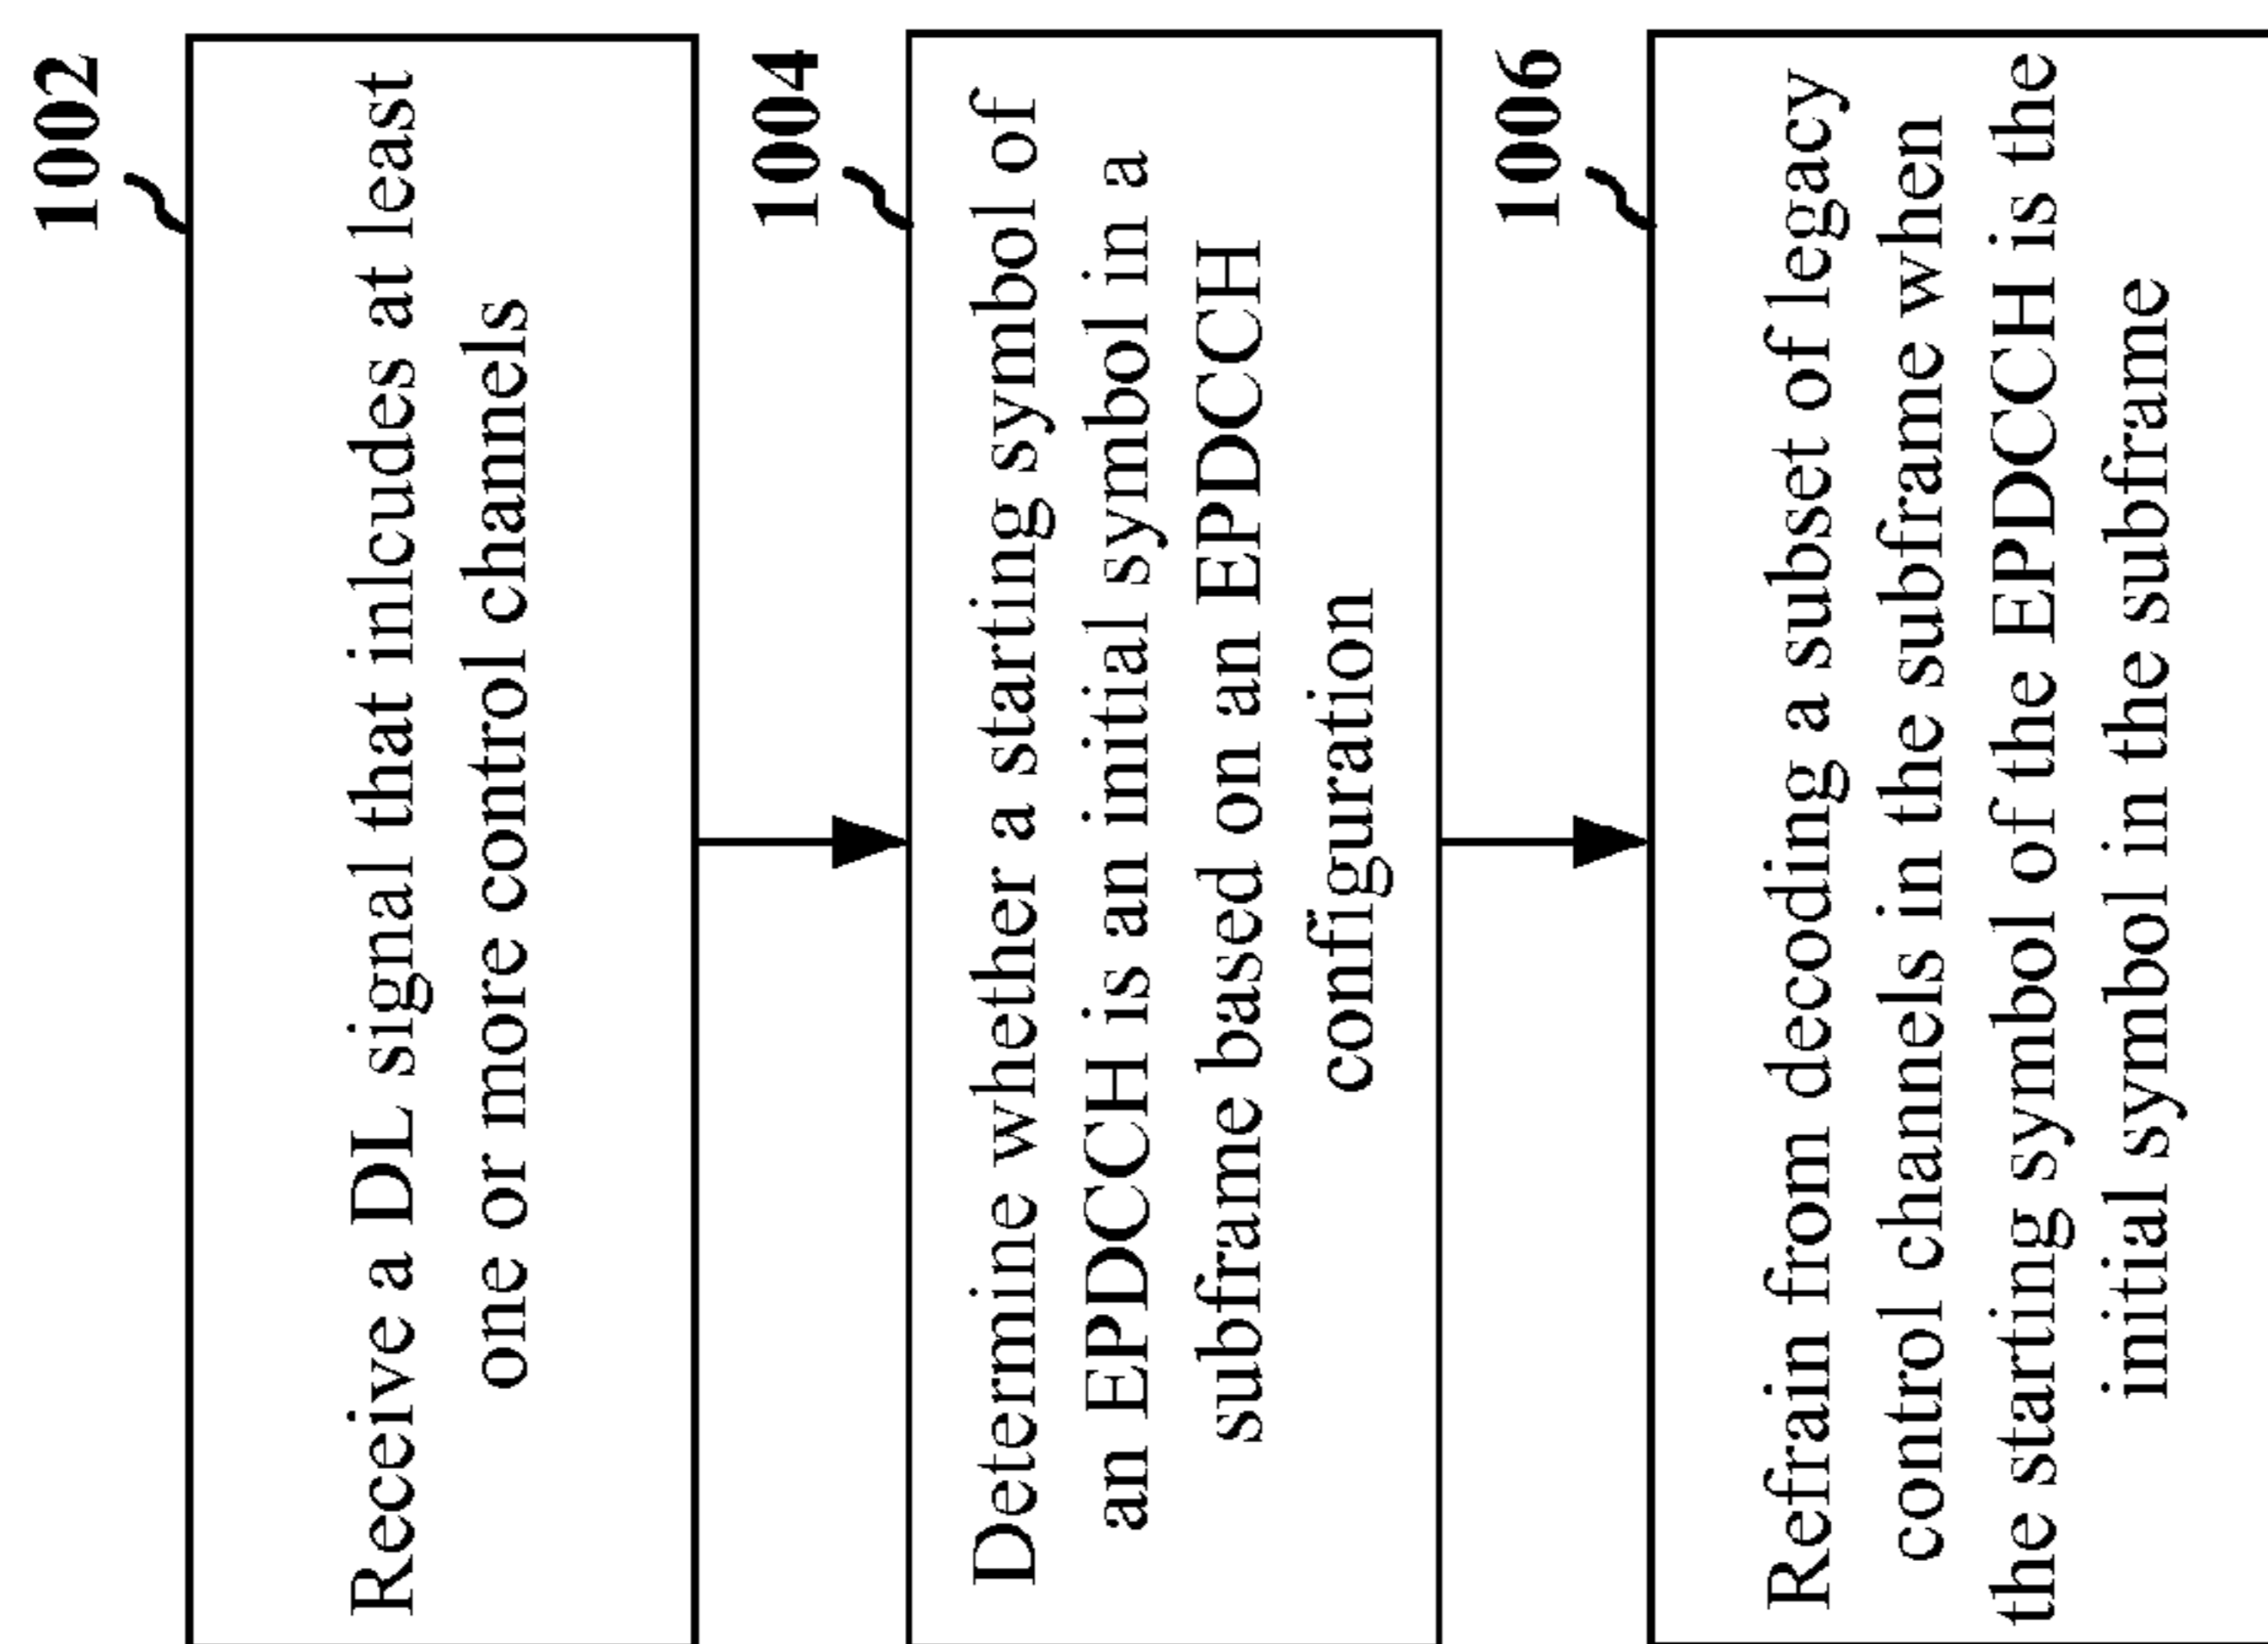 1002
Receive a DL signal that inlcudes at least
one or more control channels
1004
Determine whether a starting symbol of
an EPDCCH is an initial symbol in a
subframe based on an EPDCCH
configuration
1006
Refrain from decoding a subset of legacy
control channels in the subframe when
the starting symbol of the EPDCCH is the
initial symbol in the subframe